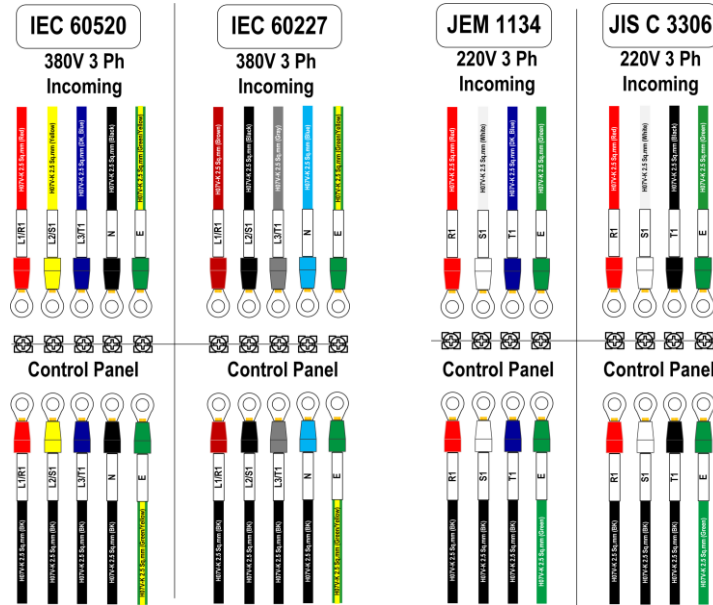 IEC 60520
IEC 60227
JEM 1134
JIS C 3306
380V 3 Ph
Incoming
380V 3 Ph
Incoming
220V 3 Ph
Incoming
220V 3 Ph
Incoming
H07V-K 2.5 Sq.mm (Red)
H07V-K 2.5 Sq.mm (Yellow)
H07V-K 2.5 Sq.mm (DK. Blue)
H07V-K 2.5 Sq.mm (Black)
H07V-K 2.5 Sq.mm (Green/Yellow)
H07V-K 2.5 Sq.mm (Brown)
H07V-K 2.5 Sq.mm (Black)
H07V-K 2.5 Sq.mm (Gray)
H07V-K 2.5 Sq.mm (Blue)
H07V-K 2.5 Sq.mm (Green/Yellow)
H07V-K 2.5 Sq.mm (Red)
H07V-K 2.5 Sq.mm (White)
H07V-K 2.5 Sq.mm (DK. Blue)
H07V-K 2.5 Sq.mm (Green)
H07V-K 2.5 Sq.mm (Red)
H07V-K 2.5 Sq.mm (White)
H07V-K 2.5 Sq.mm (Black)
H07V-K 2.5 Sq.mm (Green)
L1/R1
L2/S1
L3/T1
N
E
L1/R1
L2/S1
L3/T1
N
E
R1
S1
T1
E
R1
S1
T1
E
Control Panel
Control Panel
Control Panel
Control Panel
L1/R1
L2/S1
L3/T1
N
E
L1/R1
L2/S1
L3/T1
N
E
R1
S1
T1
E
R1
S1
T1
E
H07V-K 2.5 Sq.mm (BK)
H07V-K 2.5 Sq.mm (BK)
H07V-K 2.5 Sq.mm (BK)
H07V-K 2.5 Sq.mm (BK)
H07V-K 2.5 Sq.mm (Green/Yellow)
H07V-K 2.5 Sq.mm (BK)
H07V-K 2.5 Sq.mm (BK)
H07V-K 2.5 Sq.mm (BK)
H07V-K 2.5 Sq.mm (BK)
H07V-K 2.5 Sq.mm (Green/Yellow)
H07V-K 2.5 Sq.mm (BK)
H07V-K 2.5 Sq.mm (BK)
H07V-K 2.5 Sq.mm (BK)
H07V-K 2.5 Sq.mm (Green)
H07V-K 2.5 Sq.mm (BK)
H07V-K 2.5 Sq.mm (BK)
H07V-K 2.5 Sq.mm (BK)
H07V-K 2.5 Sq.mm (Green)